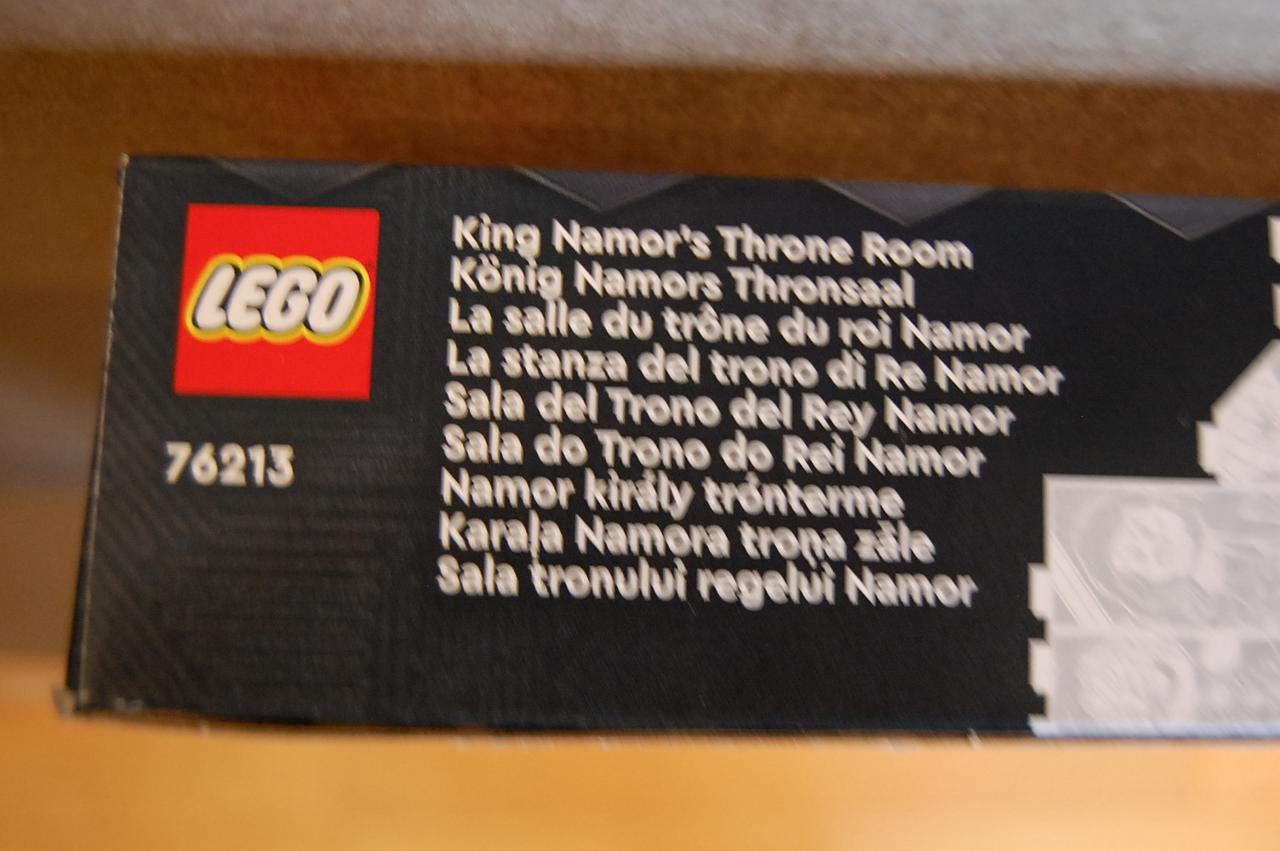 LEGO
76213
King Namor's Throne Room
König Namors Thronsaal
La salle du trône du roi Namor
La stanza del trono di Re Namor
Sala del Trono del Rey Namor
Sala do Trono do Rei Namor
Namor király trónterme
Karaļa Namora troņa zāle
Sala tronului regelui Namor